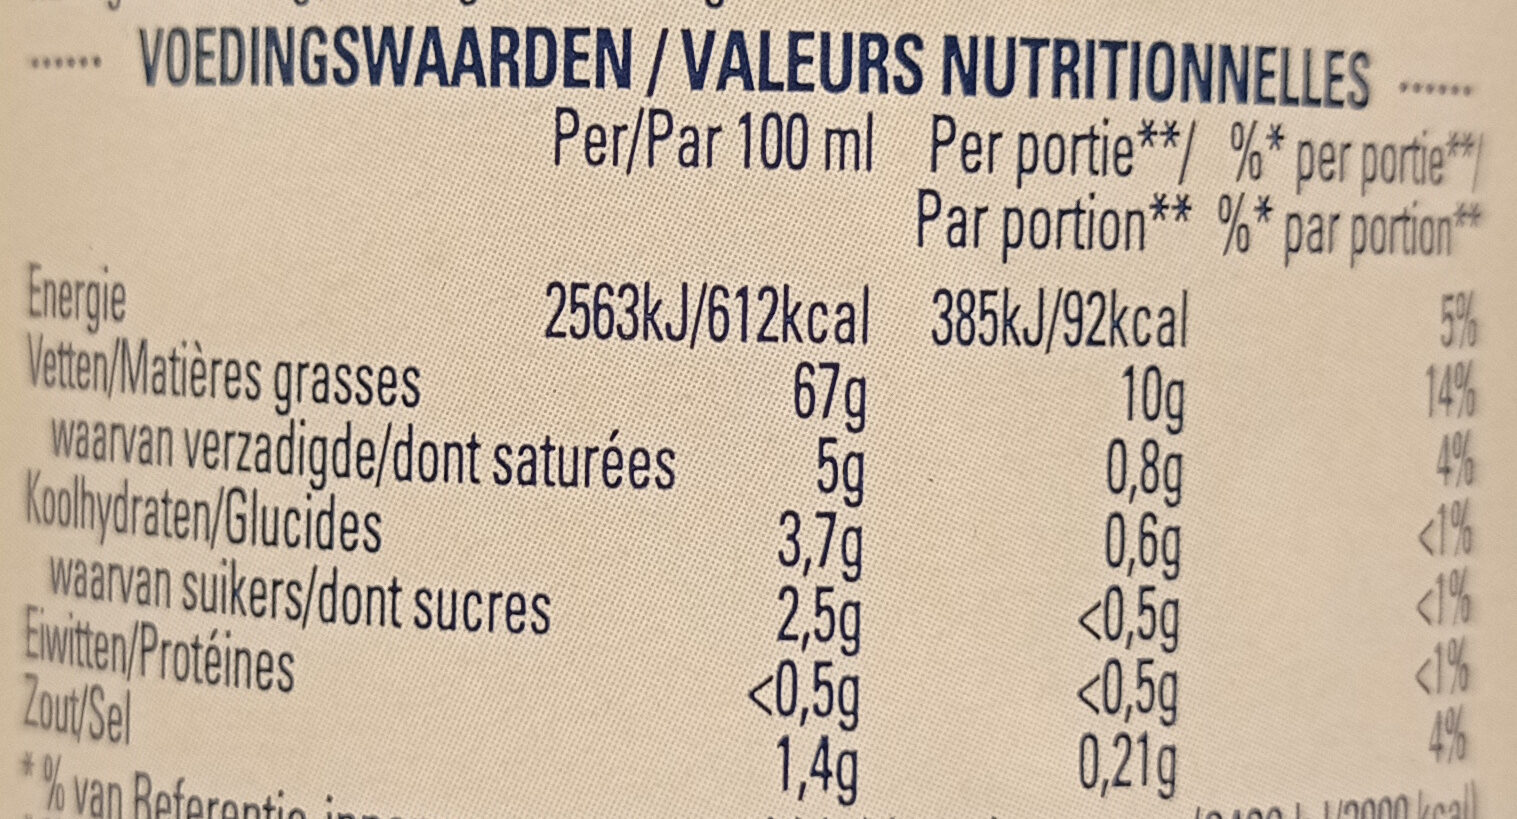 VOEDINGSWAARDEN / VALEURS NUTRITIONNELLES
Per/Par 100 ml Per portie**/ %* per portie**/
Par portion** %* par portion**
Energie 2563kJ/612kcal 385kJ/92kcal 5%
Vetten/Matières grasses 67g 10g 14%
waarvan verzadigde/dont saturées 5g 0,8g 4%
Koolhydraten/Glucides 3,7g 0,6g <1%
waarvan suikers/dont sucres 2,5g <0,5g <1%
Eiwitten/Protéines <0,5g <0,5g <1%
Zout/Sel 1,4g 0,21g 4%
* % van Referentie